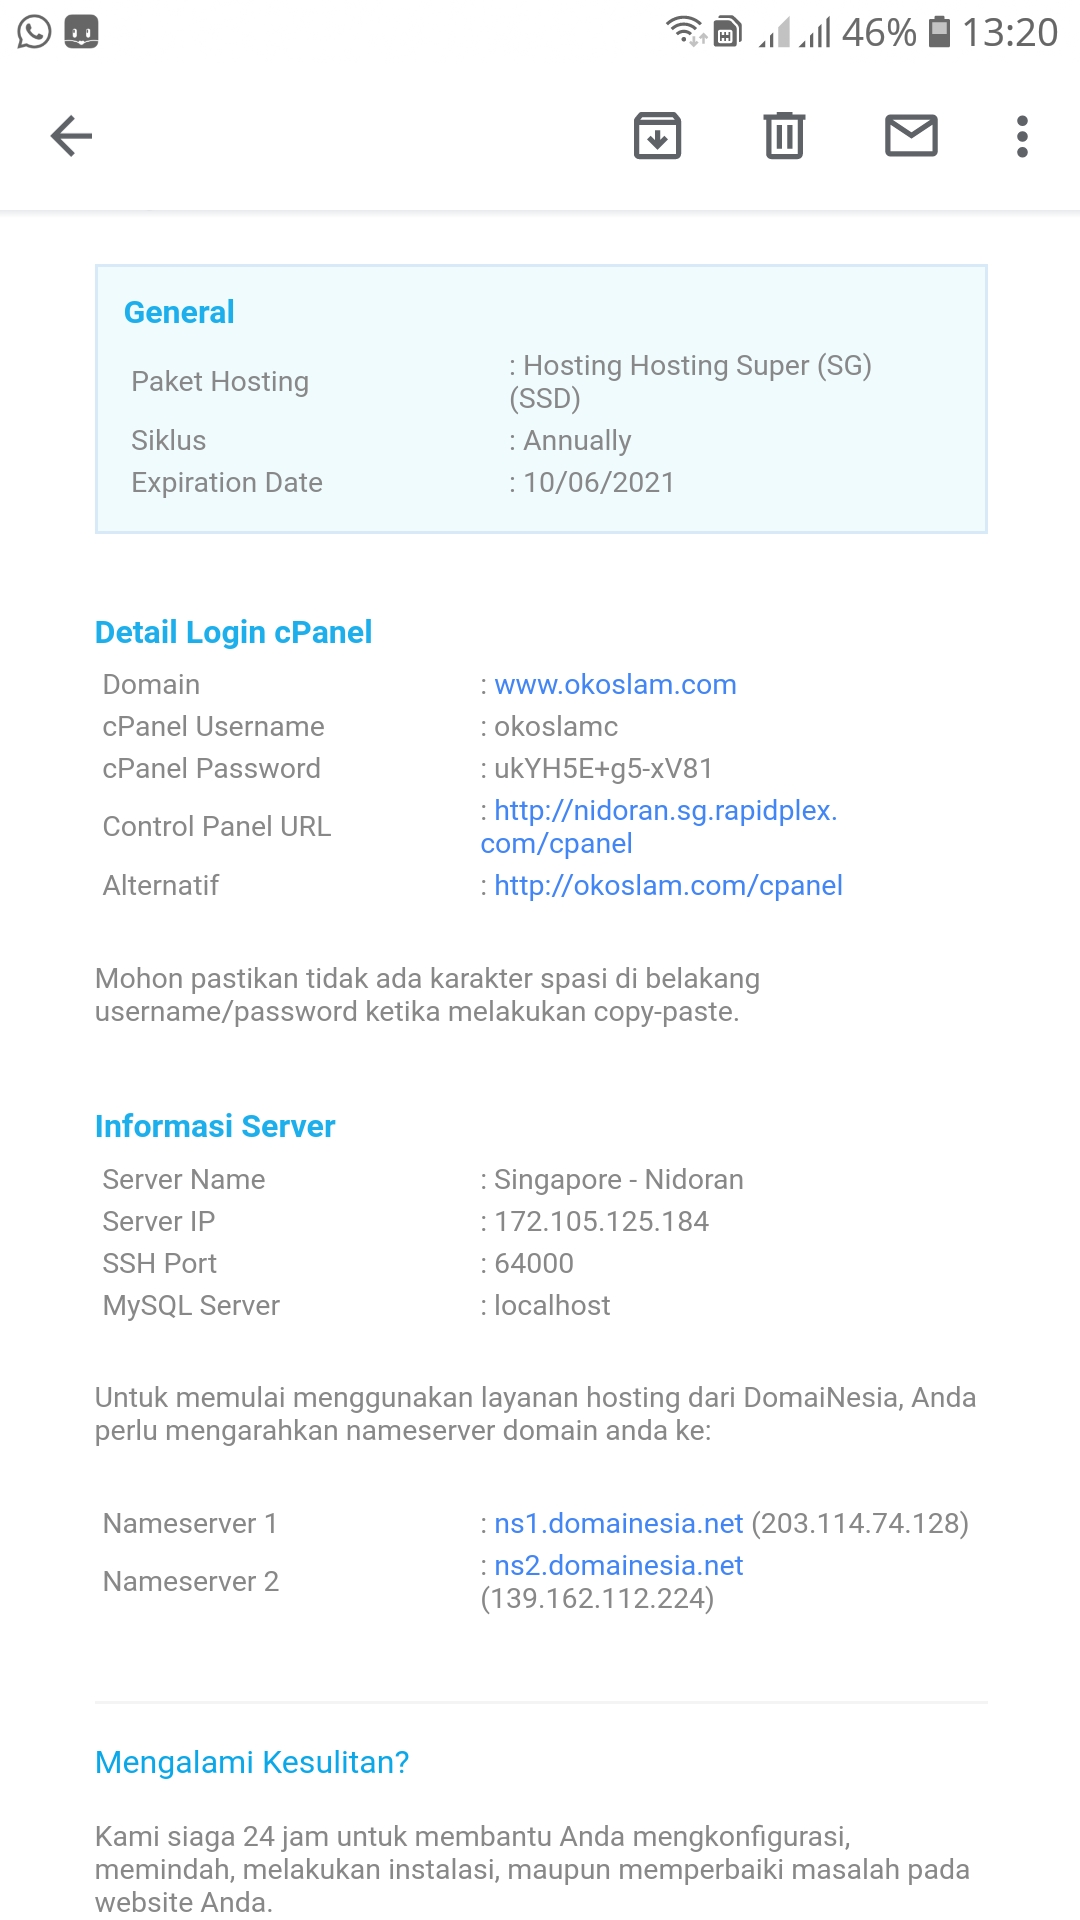 46% 13:20
General
Paket Hosting : Hosting Hosting Super (SG)
(SSD)
Siklus : Annually
Expiration Date : 10/06/2021
Detail Login cPanel
Domain : www.okoslam.com
cPanel Username : okoslamc
cPanel Password : ukYH5E+g5-xV81
Control Panel URL : http://nidoran.sg.rapidplex.
com/cpanel
Alternatif : http://okoslam.com/cpanel
Mohon pastikan tidak ada karakter spasi di belakang
username/password ketika melakukan copy-paste.
Informasi Server
Server Name : Singapore - Nidoran
Server IP : 172.105.125.184
SSH Port : 64000
MySQL Server : localhost
Untuk memulai menggunakan layanan hosting dari DomaiNesia, Anda
perlu mengarahkan nameserver domain anda ke:
Nameserver 1 : ns1.domainesia.net (203.114.74.128)
Nameserver 2 : ns2.domainesia.net
(139.162.112.224)
Mengalami Kesulitan?
Kami siaga 24 jam untuk membantu Anda mengkonfigurasi,
memindah, melakukan instalasi, maupun memperbaiki masalah pada
website Anda.